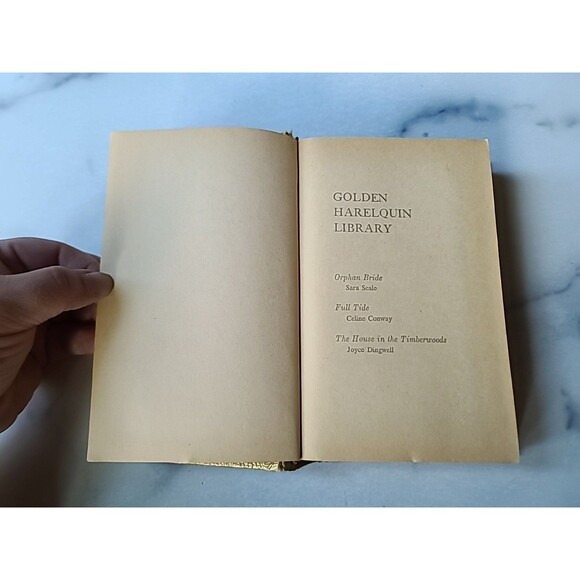 GOLDEN
HARELQUIN
LIBRARY
Orphan Bride
Sara Seale
Full Tide
Celine Conway
The House in the Timberwoods
Joyce Dingwell